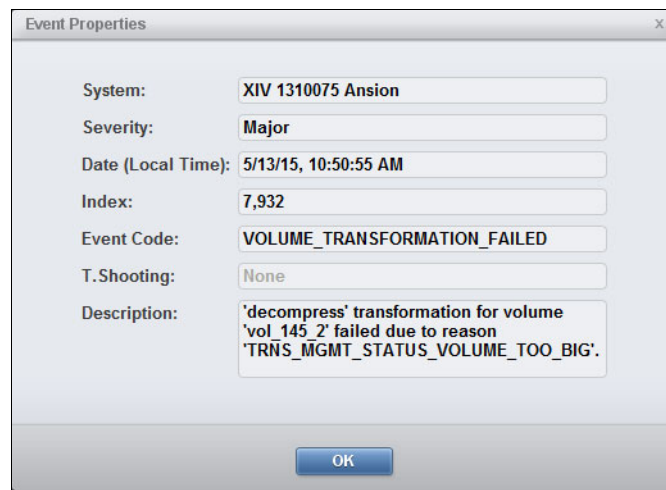 Event Properties x
System: XIV 1310075 Ansion
Severity: Major
Date (Local Time): 5/13/15, 10:50:55 AM
Index: 7,932
Event Code: VOLUME_TRANSFORMATION_FAILED
T.Shooting: None
Description: 'decompress' transformation for volume
'vol_145_2' failed due to reason
'TRNS_MGMT_STATUS_VOLUME_TOO_BIG'.
OK